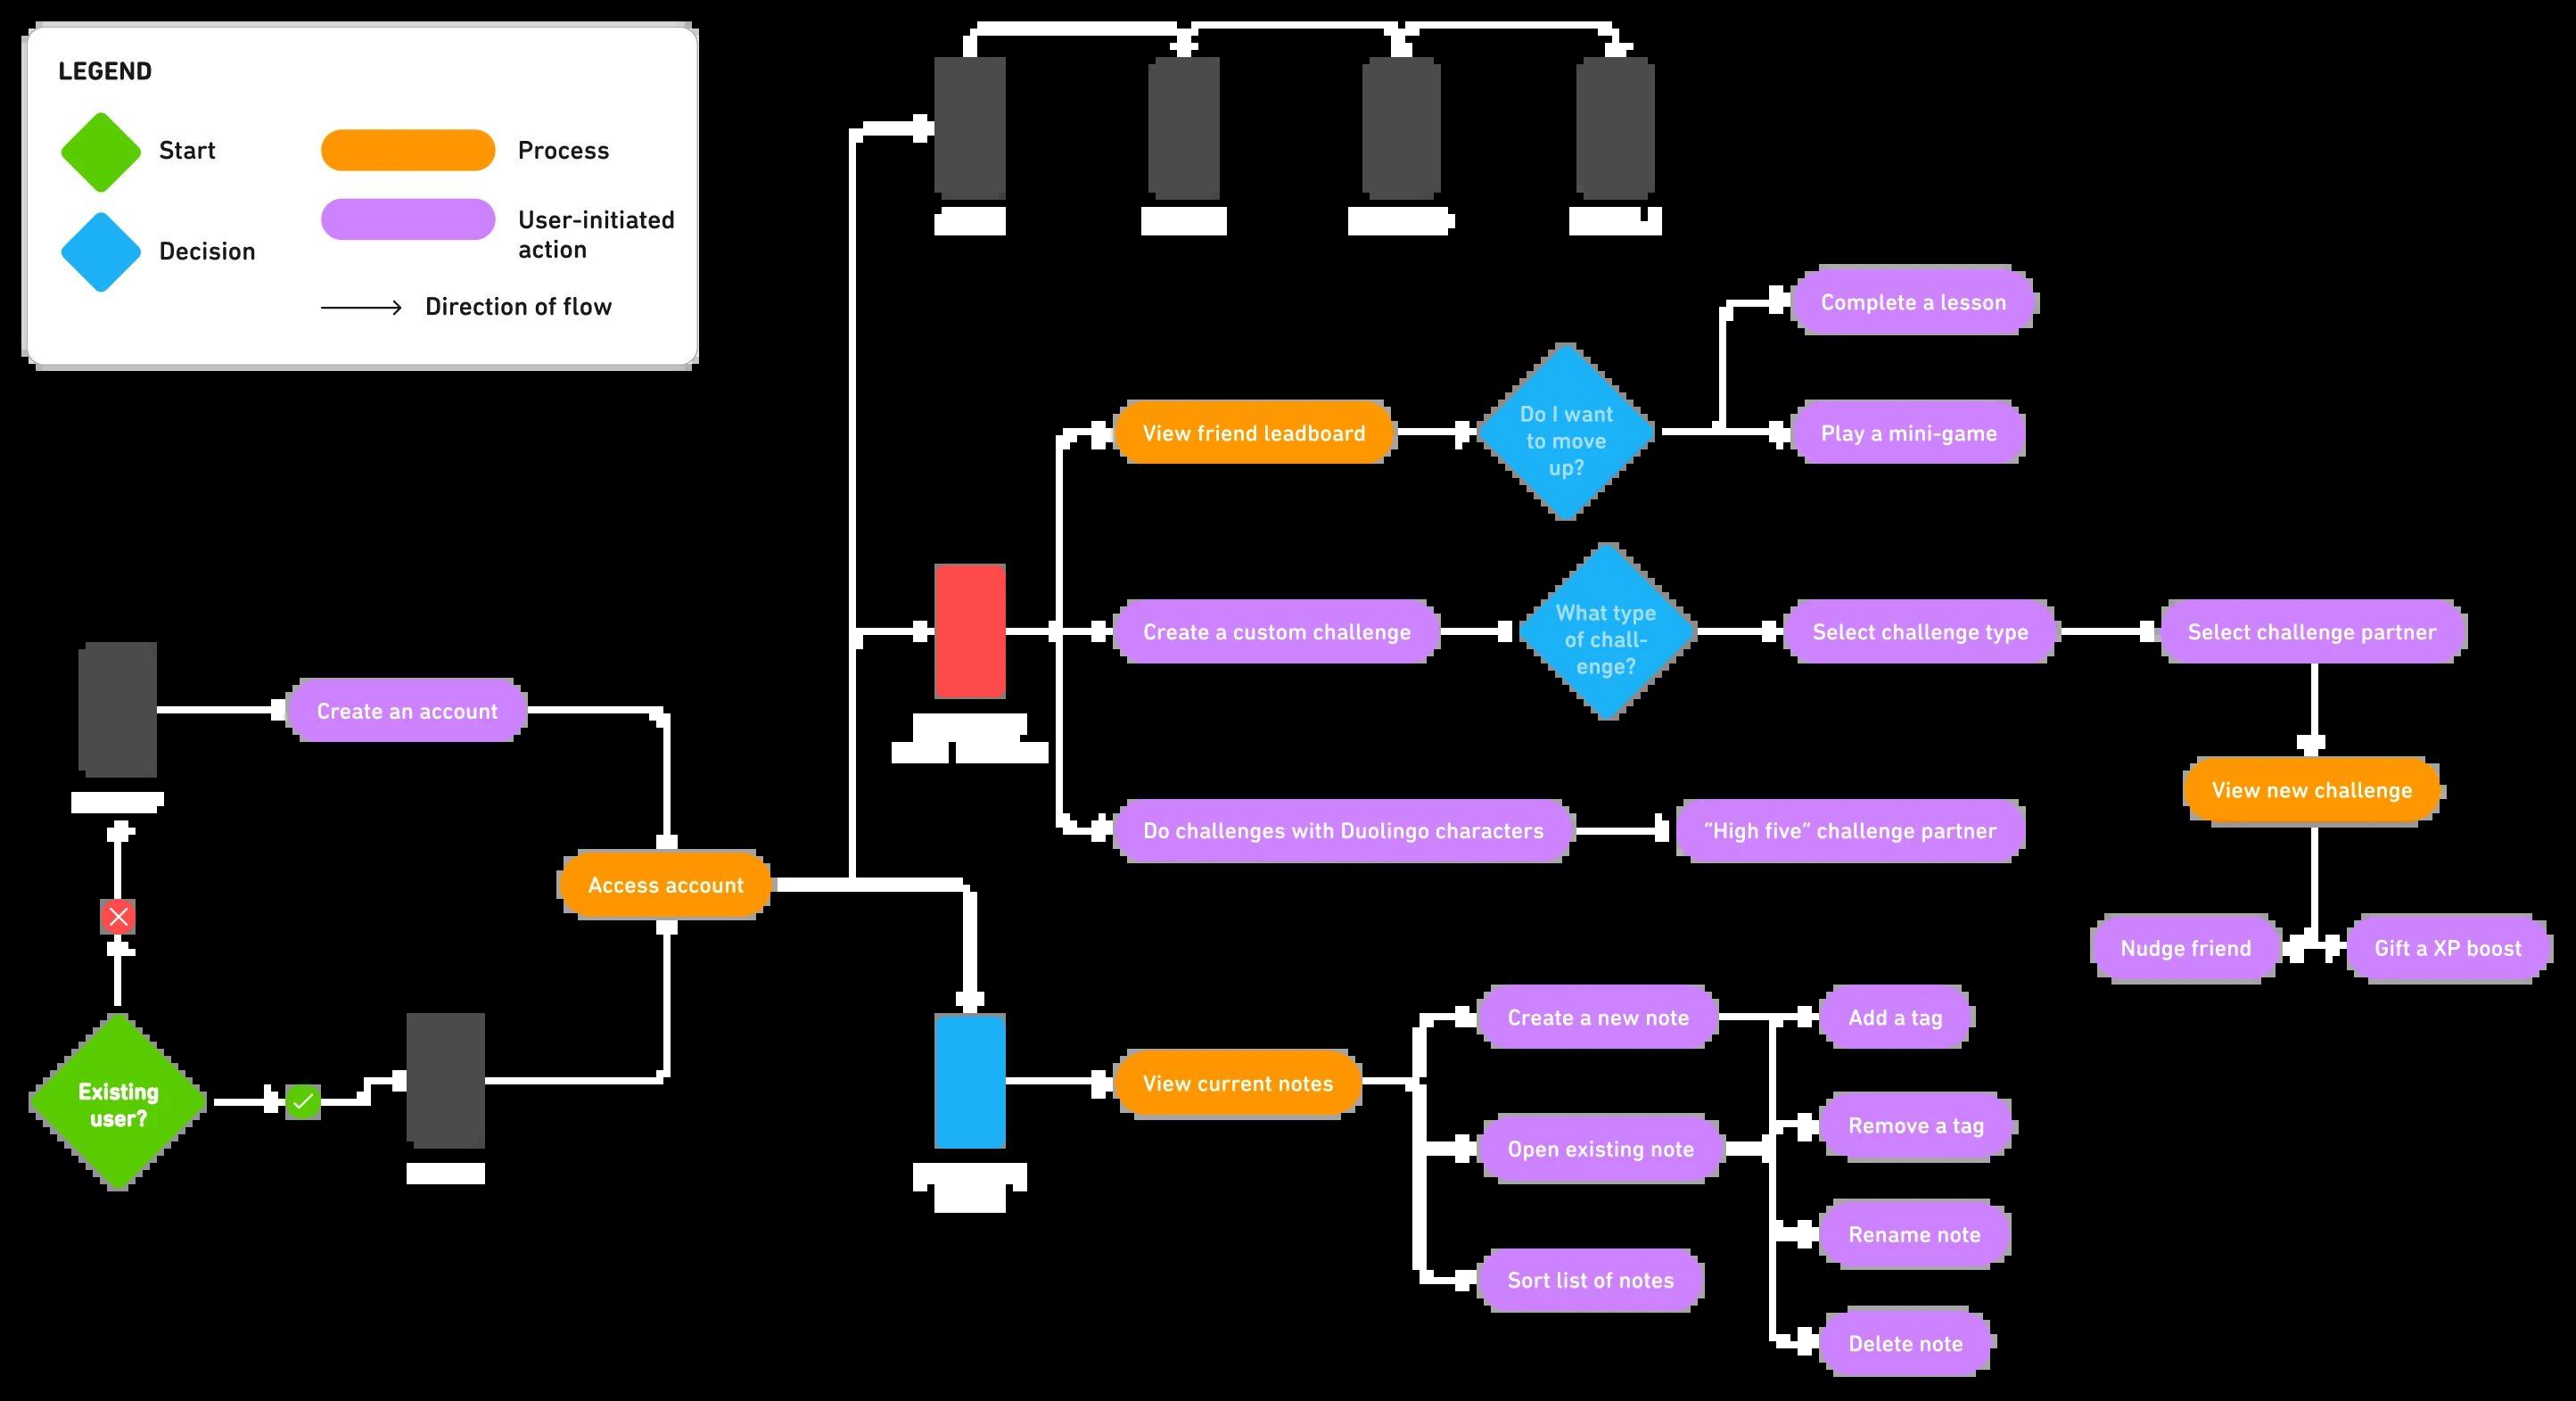 LEGEND
Start
Process
User-initiated
action
Decision
Direction of flow
Complete a lesson
View friend leadboard
Do I want
to move
up?
Play a mini-game
Create a custom challenge
What type
of chall-
enge?
Select challenge type
Select challenge partner
Create an account
View new challenge
Do challenges with Duolingo characters
“High five” challenge partner
Access account
Nudge friend
Gift a XP boost
Existing
user?
View current notes
Create a new note
Add a tag
Open existing note
Remove a tag
Rename note
Sort list of notes
Delete note